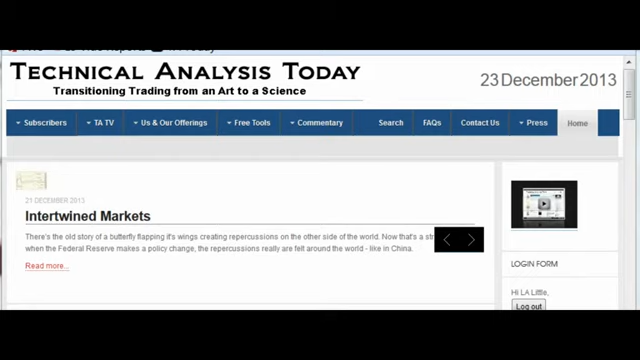 TECHNICAL ANALYSIS TODAY
Transitioning Trading from an Art to a Science
23 December 2013
Subscribers TA TV Us & Our Offerings Free Tools Commentary Search FAQs Contact Us Press Home
21 DECEMBER 2013
Intertwined Markets
There's the old story of a butterfly flapping it's wings creating repercussions on the other side of the world. Now that's a
when the Federal Reserve makes a policy change, the repercussions really are felt around the world - like in China.
Read more...
LOGIN FORM
Hi LA Little,
Log out